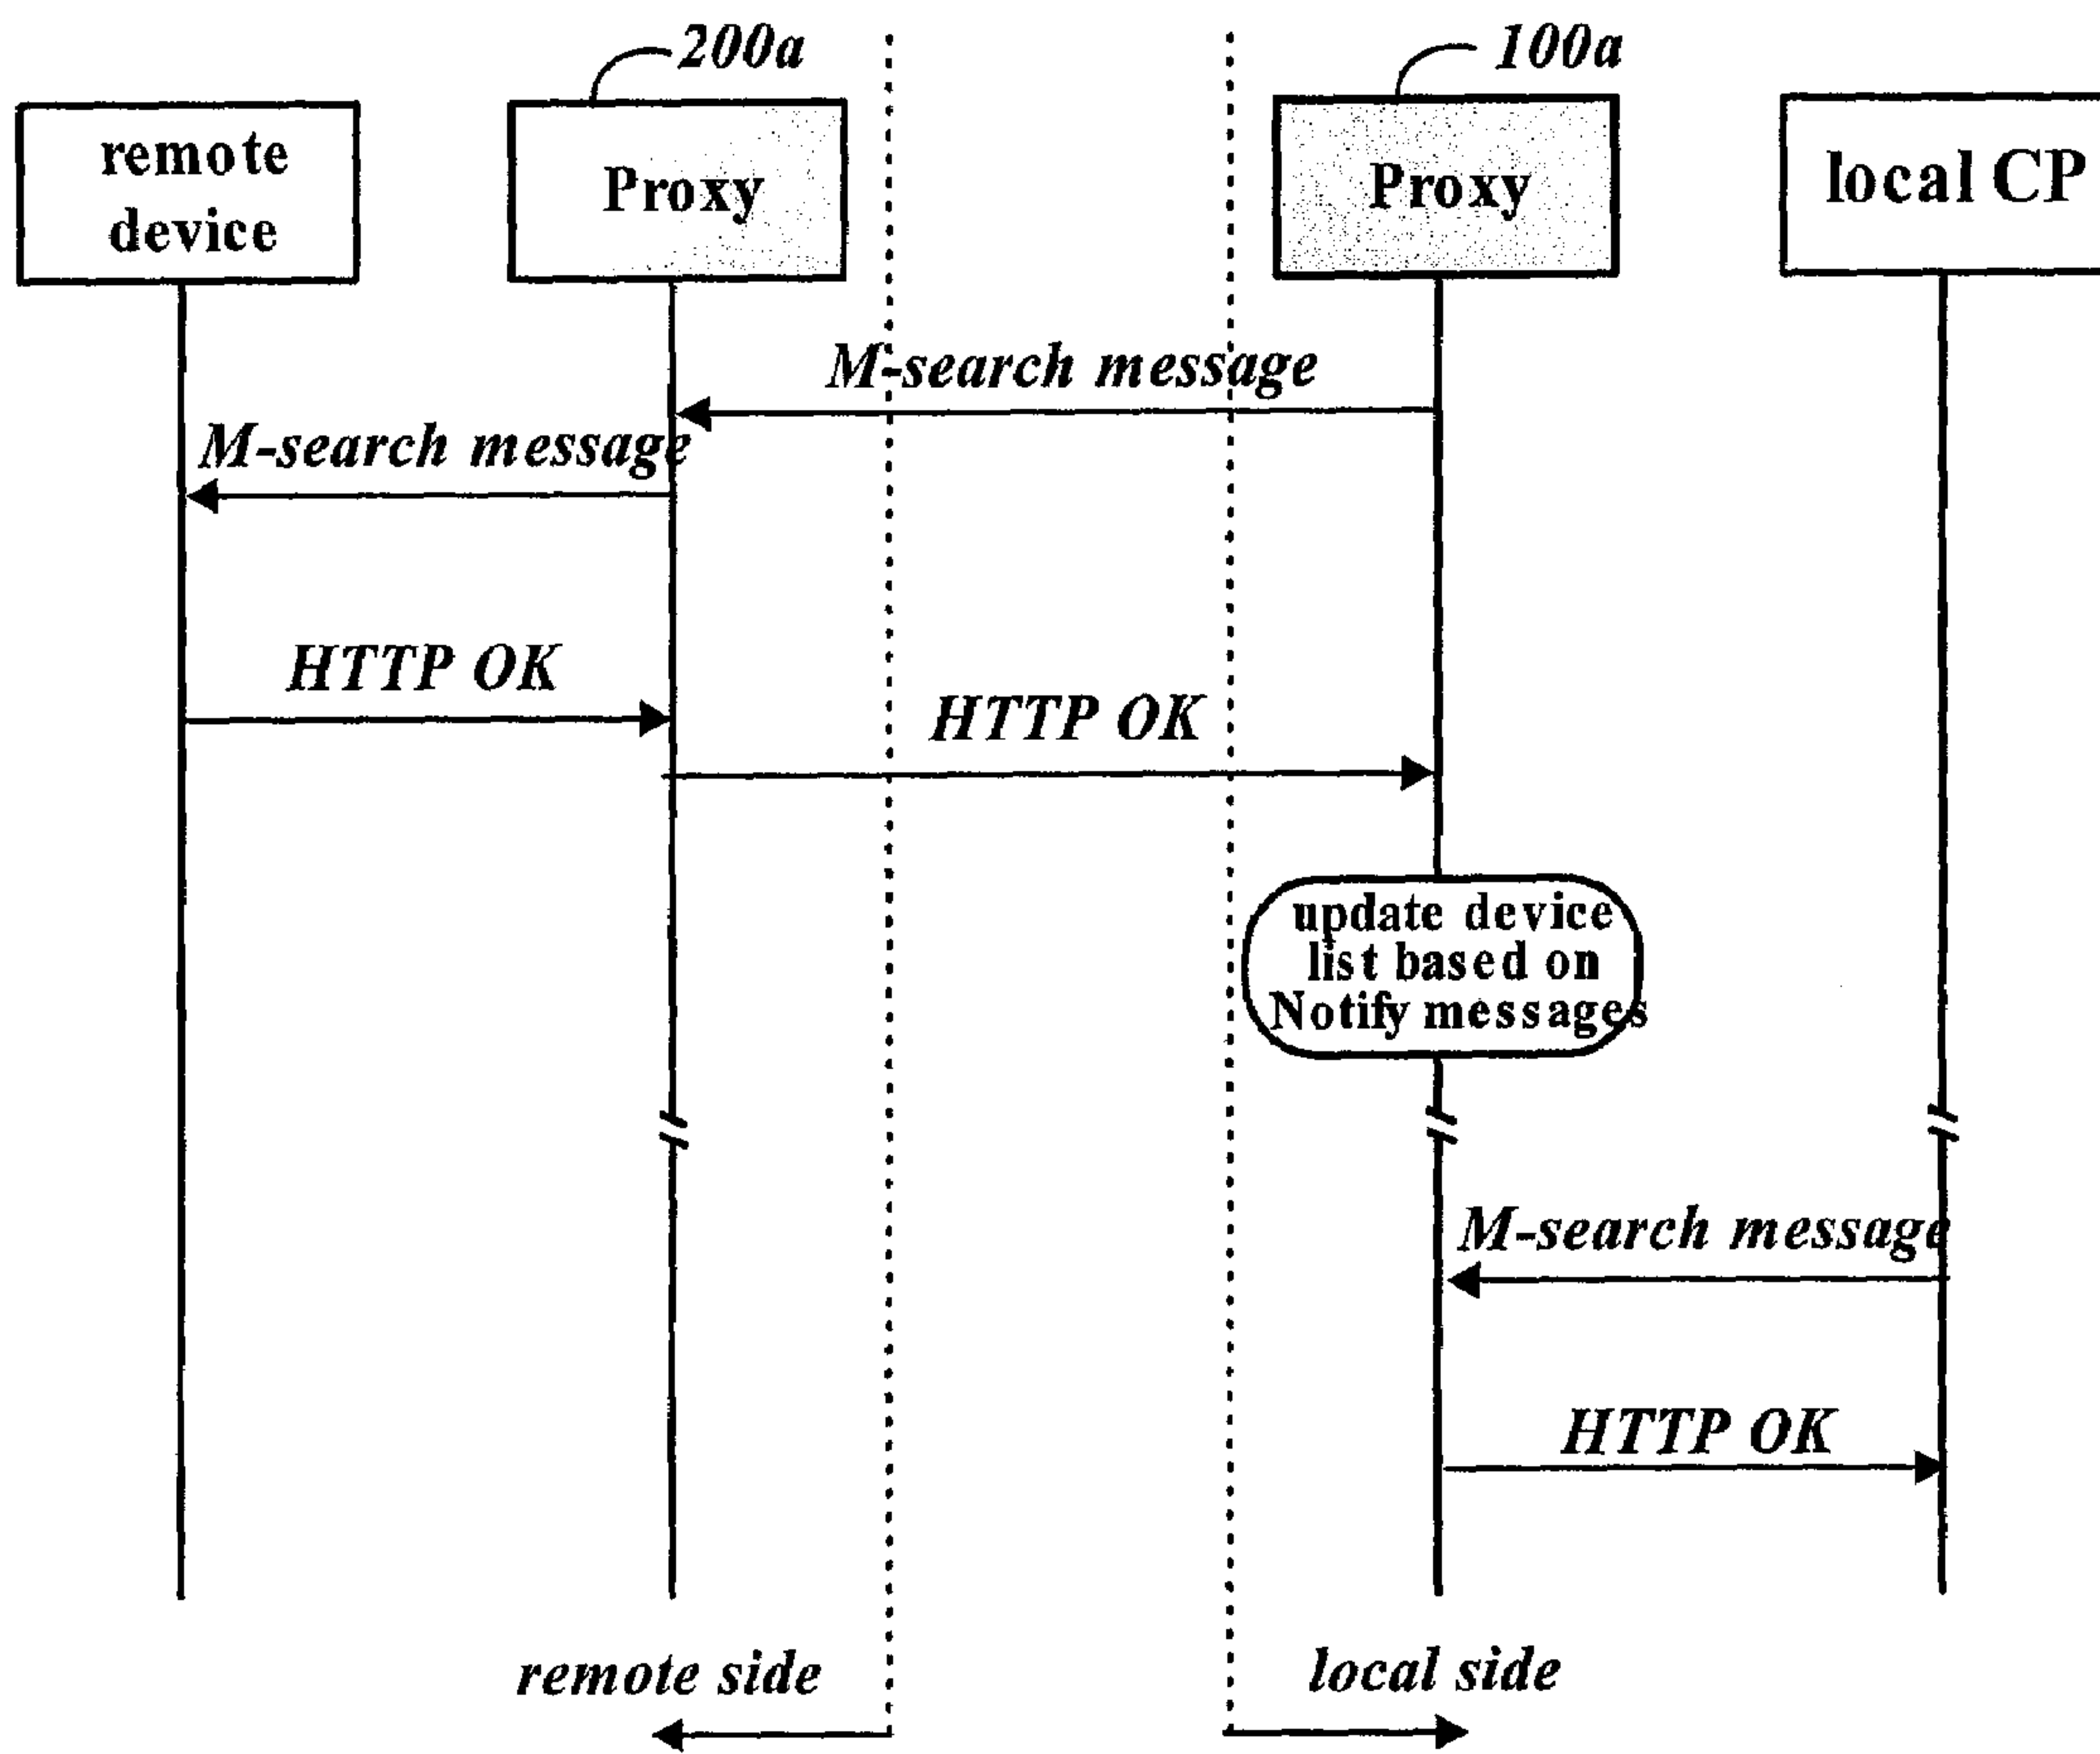 200a
100a
remote
device
Proxy
Proxy
local CP
M-search message
M-search message
HTTP OK
HTTP OK
update device
list based on
Notify messages
M-search message
HTTP OK
remote side
local side